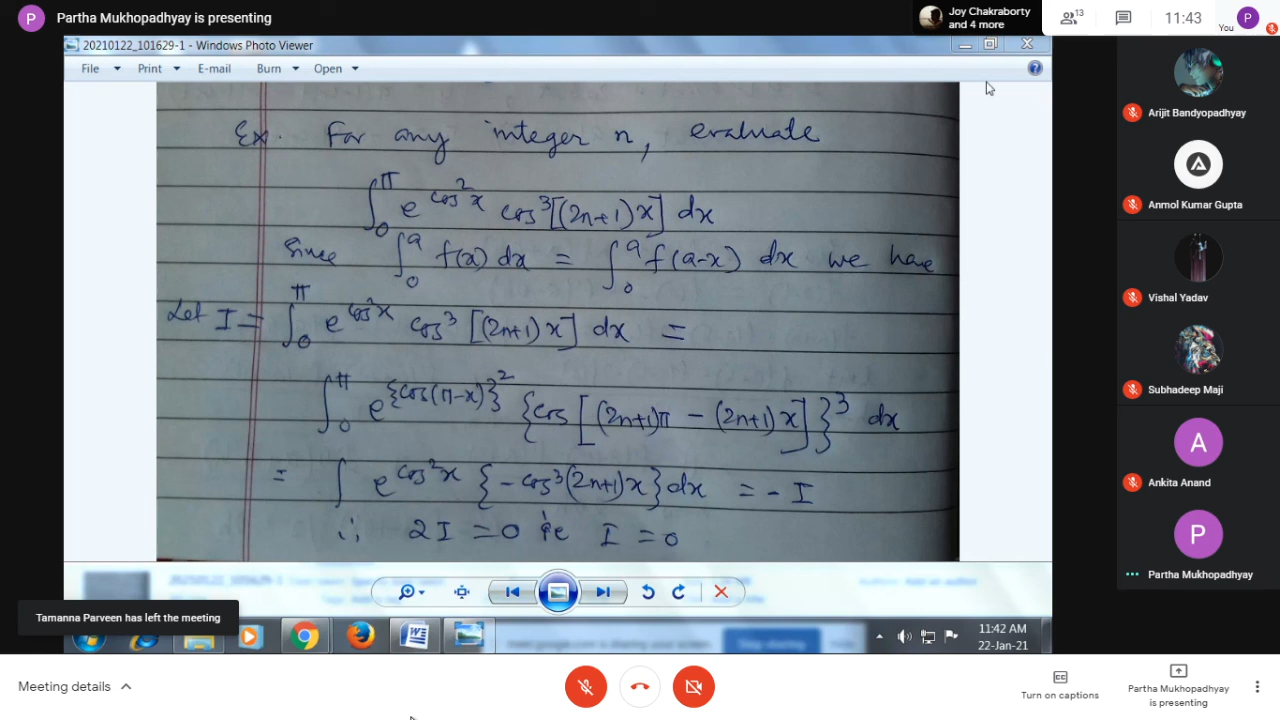 Partha Mukhopadhyay is presenting
Joy Chakraborty
and 4 more
13
11:43
You
P
20210122_101629-1 - Windows Photo Viewer
File Print E-mail Burn Open
Ex. For any integer n, evaluate
∫₀^π e^{cos²x} cos³[(2n+1)x] dx
Since ∫₀^a f(x) dx = ∫₀^a f(a-x) dx we have
Let I = ∫₀^π e^{cos²x} cos³ [(2n+1)x] dx =
∫₀^π e^{{cos(π-x)}²} {cos [(2n+1)π - (2n+1)x]}³ dx
= ∫ e^{cos²x} {-cos³(2n+1)x} dx = - I
∴ 2I = 0 ie I = 0
Arijit Bandyopadhyay
Anmol Kumar Gupta
Vishal Yadav
Subhadeep Maji
A
Ankita Anand
P
Partha Mukhopadhyay
Tamanna Parveen has left the meeting
11:42 AM
22-Jan-21
Meeting details
CC
Turn on captions
Partha Mukhopadhyay
is presenting